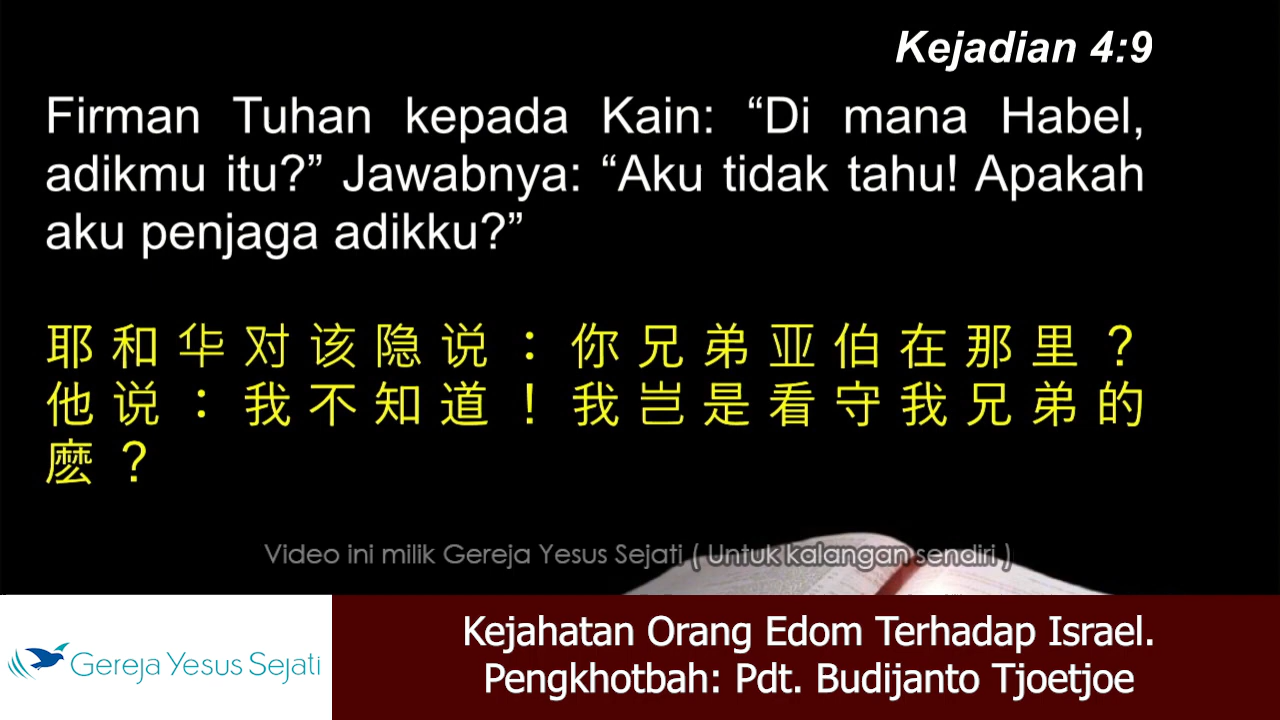 Kejadian 4:9
Firman Tuhan kepada Kain: “Di mana Habel,
adikmu itu?” Jawabnya: “Aku tidak tahu! Apakah
aku penjaga adikku?”
耶和华对该隐说：你兄弟亚伯在那里？
他说：我不知道！我岂是看守我兄弟的
麽？
Video ini milik Gereja Yesus Sejati ( Untuk kalangan sendiri )
Gereja Yesus Sejati
Kejahatan Orang Edom Terhadap Israel.
Pengkhotbah: Pdt. Budijanto Tjoetjoe